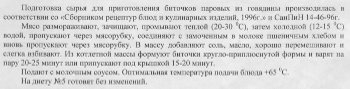 Подготовка сырья для приготовления биточков паровых из говядины производилась в
соответствии со «Сборником рецептур блюд и кулинарных изделий, 1996г.» и СанПиН 14-46-96г.
Мясо размораживают, зачищают, промывают теплой (20-30 °С), затем холодной (12-15 °С)
водой, пропускают через мясорубку, соединяют с замоченным в молоке пшеничным хлебом и
вновь пропускают через мясорубку. В массу добавляют соль, масло, хорошо перемешивают и
слегка взбивают. Из котлетной массы формуют биточки кругло-приплюснутой формы и варят на
пару 20-25 минут или припускают под крышкой 15-20 минут.
Подают с молочным соусом. Оптимальная температура подачи блюда +65 °С.
На диету №5 готовят без изменений.